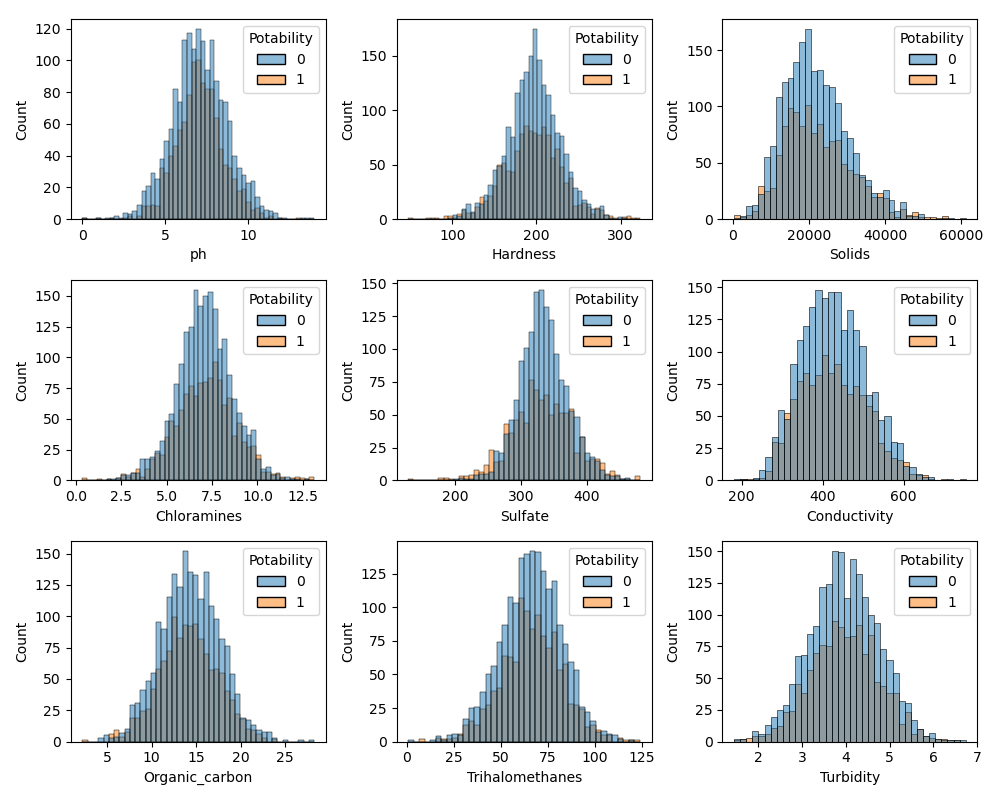 120
100
80
60
40
20
0
Count
0 5 10
ph
Potability
0
1
150
100
50
0
Count
100 200 300
Hardness
Potability
0
1
150
100
50
0
Count
0 20000 40000 60000
Solids
Potability
0
1
150
125
100
75
50
25
0
Count
0.0 2.5 5.0 7.5 10.0 12.5
Chloramines
Potability
0
1
150
125
100
75
50
25
0
Count
200 300 400
Sulfate
Potability
0
1
150
125
100
75
50
25
0
Count
200 400 600
Conductivity
Potability
0
1
150
125
100
75
50
25
0
Count
5 10 15 20 25
Organic_carbon
Potability
0
1
125
100
75
50
25
0
Count
0 25 50 75 100 125
Trihalomethanes
Potability
0
1
150
125
100
75
50
25
0
Count
2 3 4 5 6 7
Turbidity
Potability
0
1